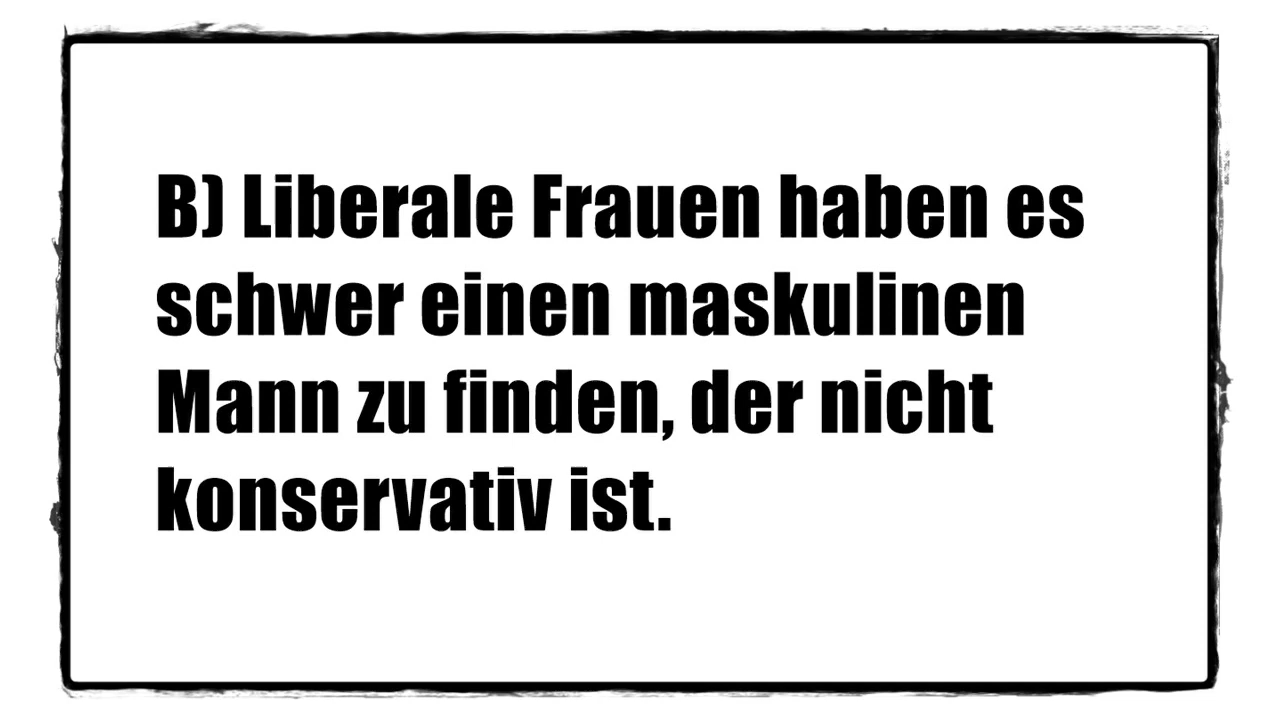 B) Liberale Frauen haben es
schwer einen maskulinen
Mann zu finden, der nicht
konservativ ist.